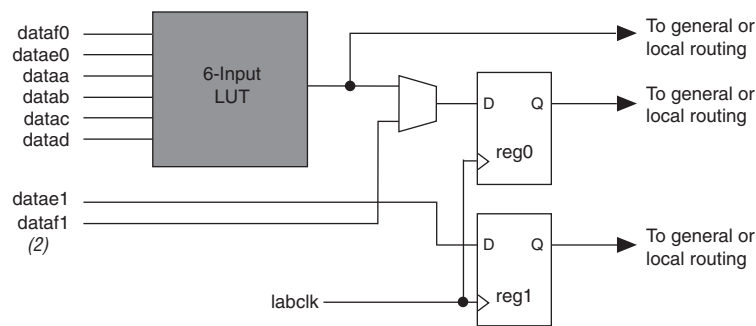 dataf0
datae0
dataa
datab
datac
datad
6-Input
LUT
To general or
local routing
D Q
reg0
To general or
local routing
datae1
dataf1
(2)
D Q
reg1
To general or
local routing
labclk